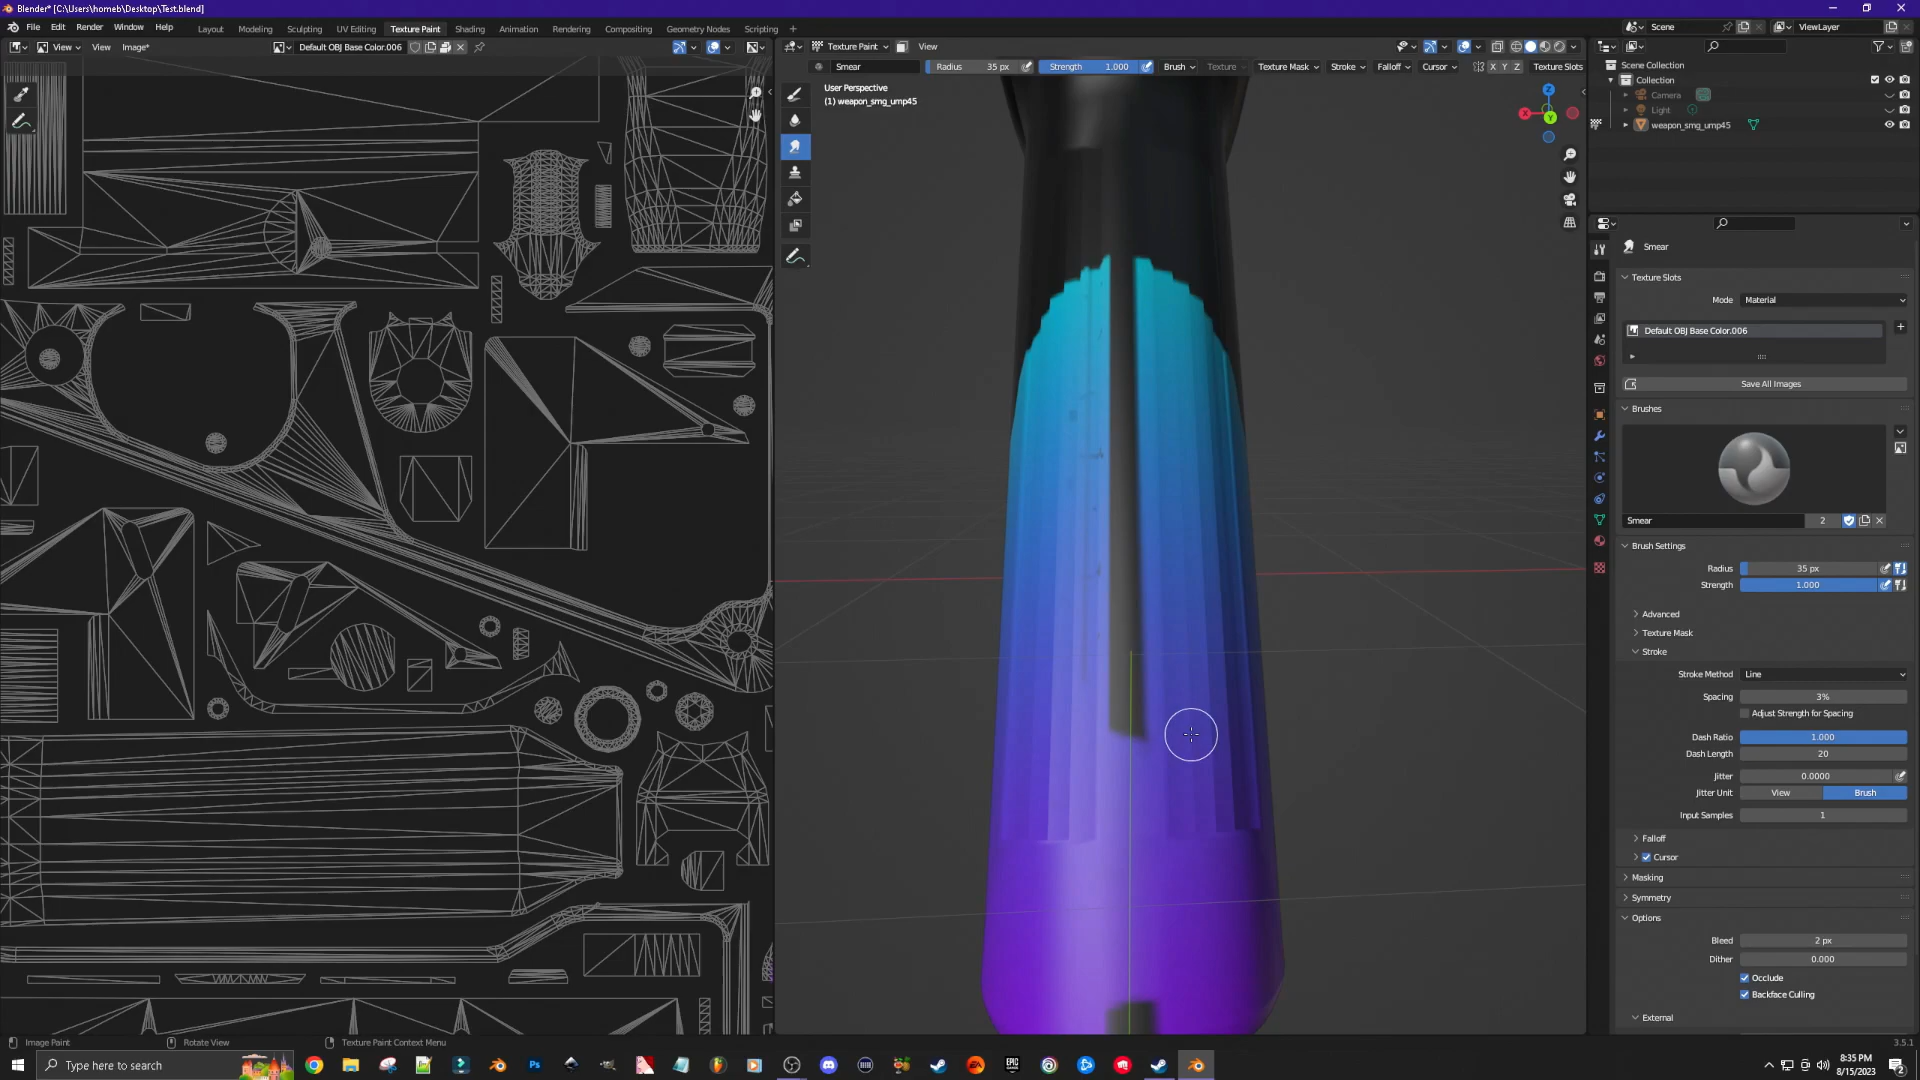 Blender* [C:\Users\homeb\Desktop\Test.blend]
File Edit Render Window Help Layout Modeling Sculpting UV Editing Texture Paint Shading Animation Rendering Compositing Geometry Nodes Scripting + Scene ViewLayer
View View Image* Default OBJ Base Color.006 Texture Paint View
Smear Radius 35 px Strength 1.000 Brush Texture Texture Mask Stroke Falloff Cursor X Y Z Texture Slots
Scene Collection
Collection
User Perspective
(1) weapon_smg_ump45
Camera
Light
weapon_smg_ump45
X Y Z
Smear
Texture Slots
Mode Material
Default OBJ Base Color.006
Save All Images
Brushes
Smear 2
Brush Settings
Radius 35 px
Strength 1.000
Advanced
Texture Mask
Stroke
Stroke Method Line
Spacing 3%
Adjust Strength for Spacing
Dash Ratio 1.000
Dash Length 20
Jitter 0.0000
Jitter Unit View Brush
Input Samples 1
Falloff
Cursor
Masking
Symmetry
Options
Bleed 2 px
Dither 0.000
Occlude
Backface Culling
External
Image Paint Rotate View Texture Paint Context Menu 3.5.1
Type here to search
Ps
EPIC GAMES
8:35 PM
8/15/2023
2